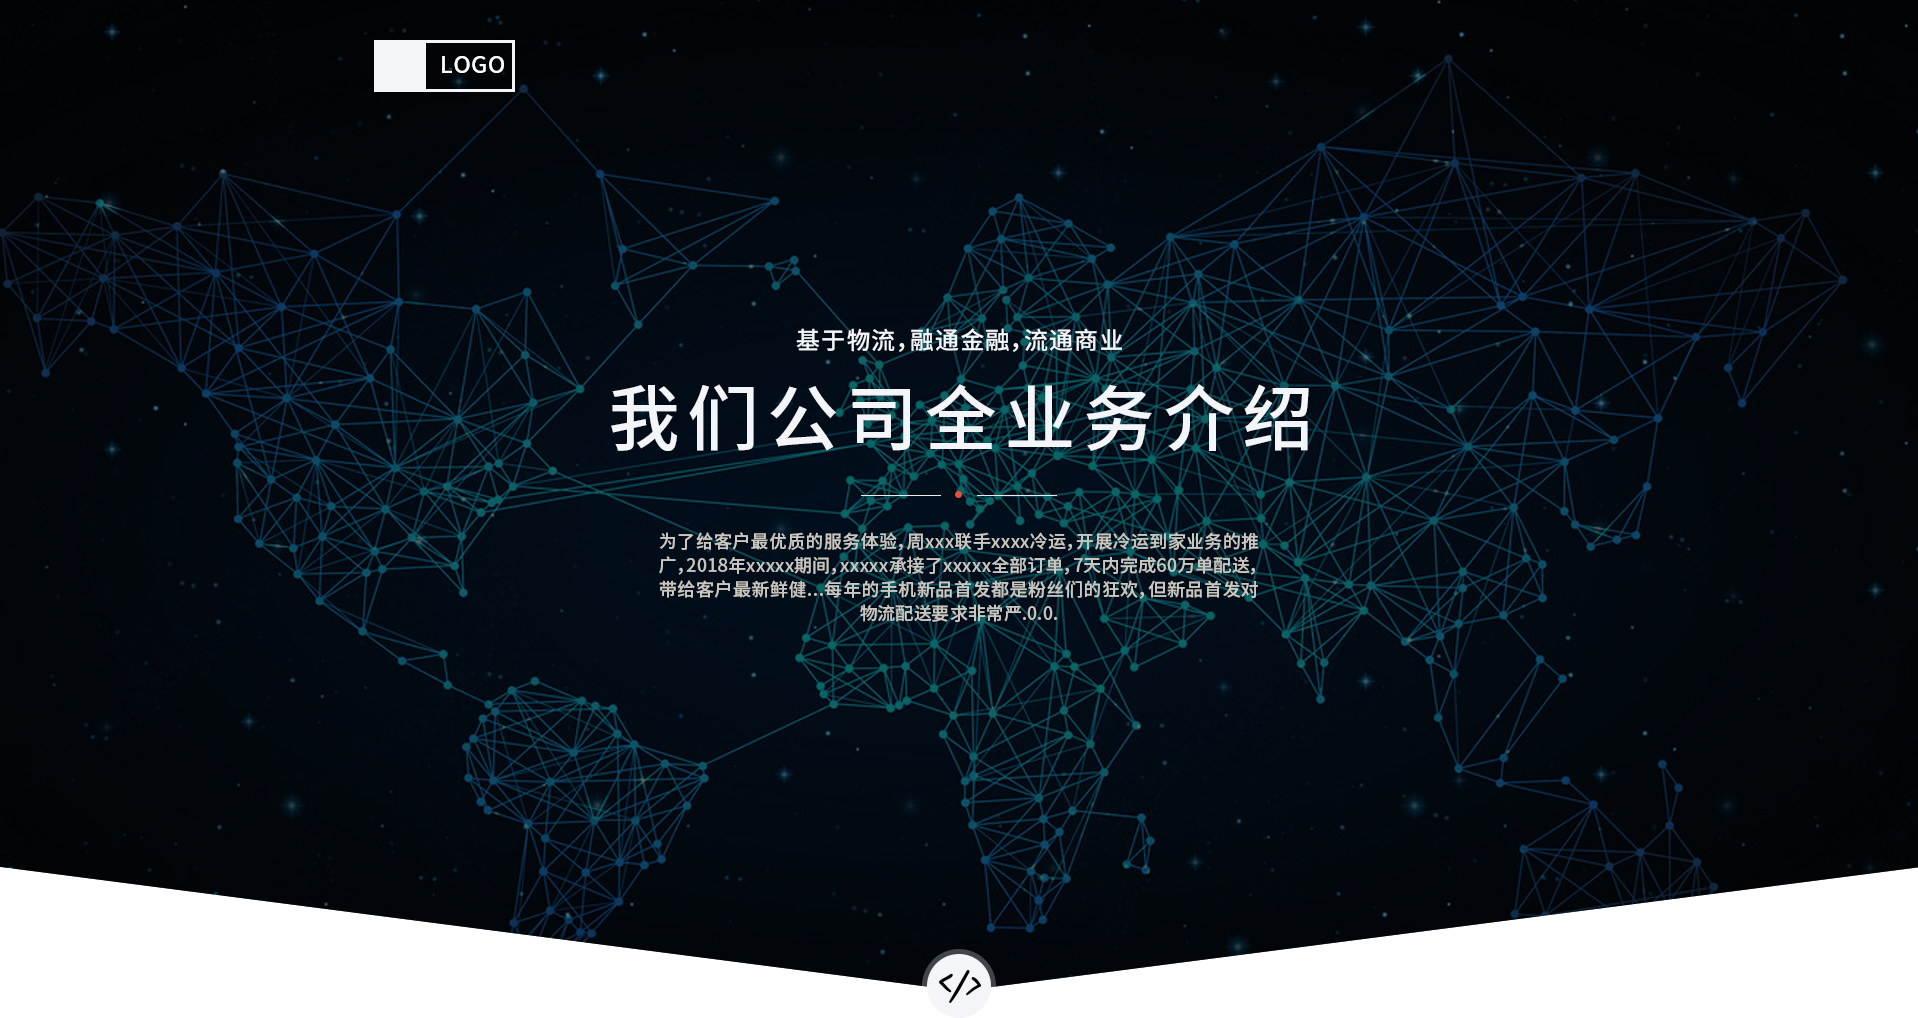 LOGO
基于物流，融通金融，流通商业
我们公司全业务介绍
为了给客户最优质的服务体验，周xxx联手xxxx冷运，开展冷运到家业务的推
广，2018年xxxxx期间，xxxxx承接了xxxxx全部订单，7天内完成60万单配送，
带给客户最新鲜健...每年的手机新品首发都是粉丝们的狂欢，但新品首发对
物流配送要求非常严.0.0.